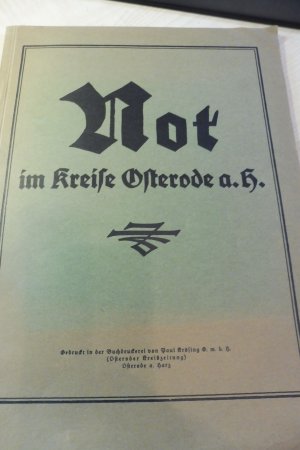 Not
im Kreise Osterode a. H.
Gedruckt in der Buchdruckerei von Paul Krösing G. m. b. H.
(Osteroder Kreiszeitung)
Osterode a. Harz